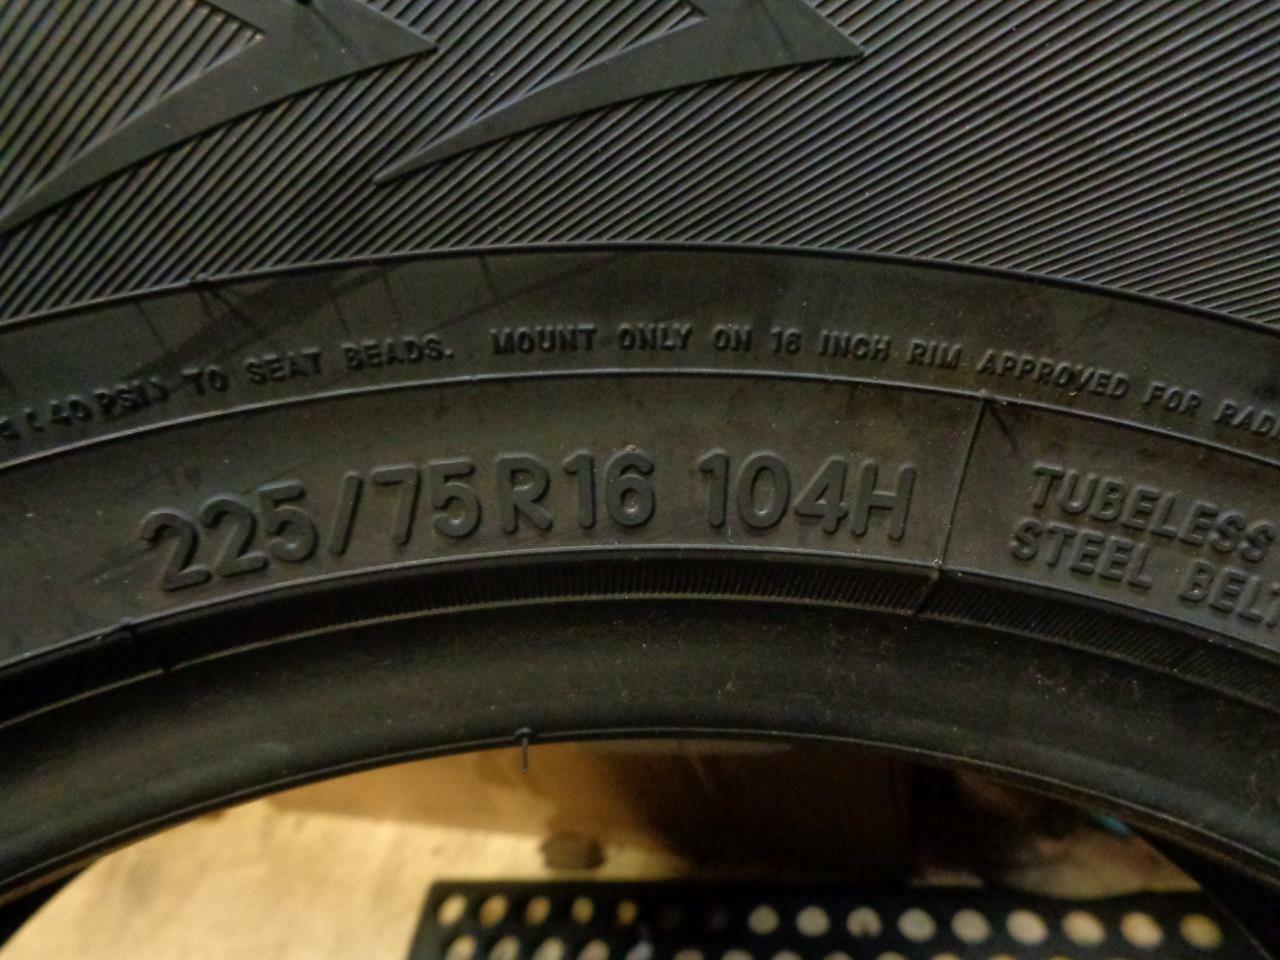 (40 PSI) TO SEAT BEADS. MOUNT ONLY ON 16 INCH RIM APPROVED FOR
225/75R16 104H
TUBELESS
STEEL